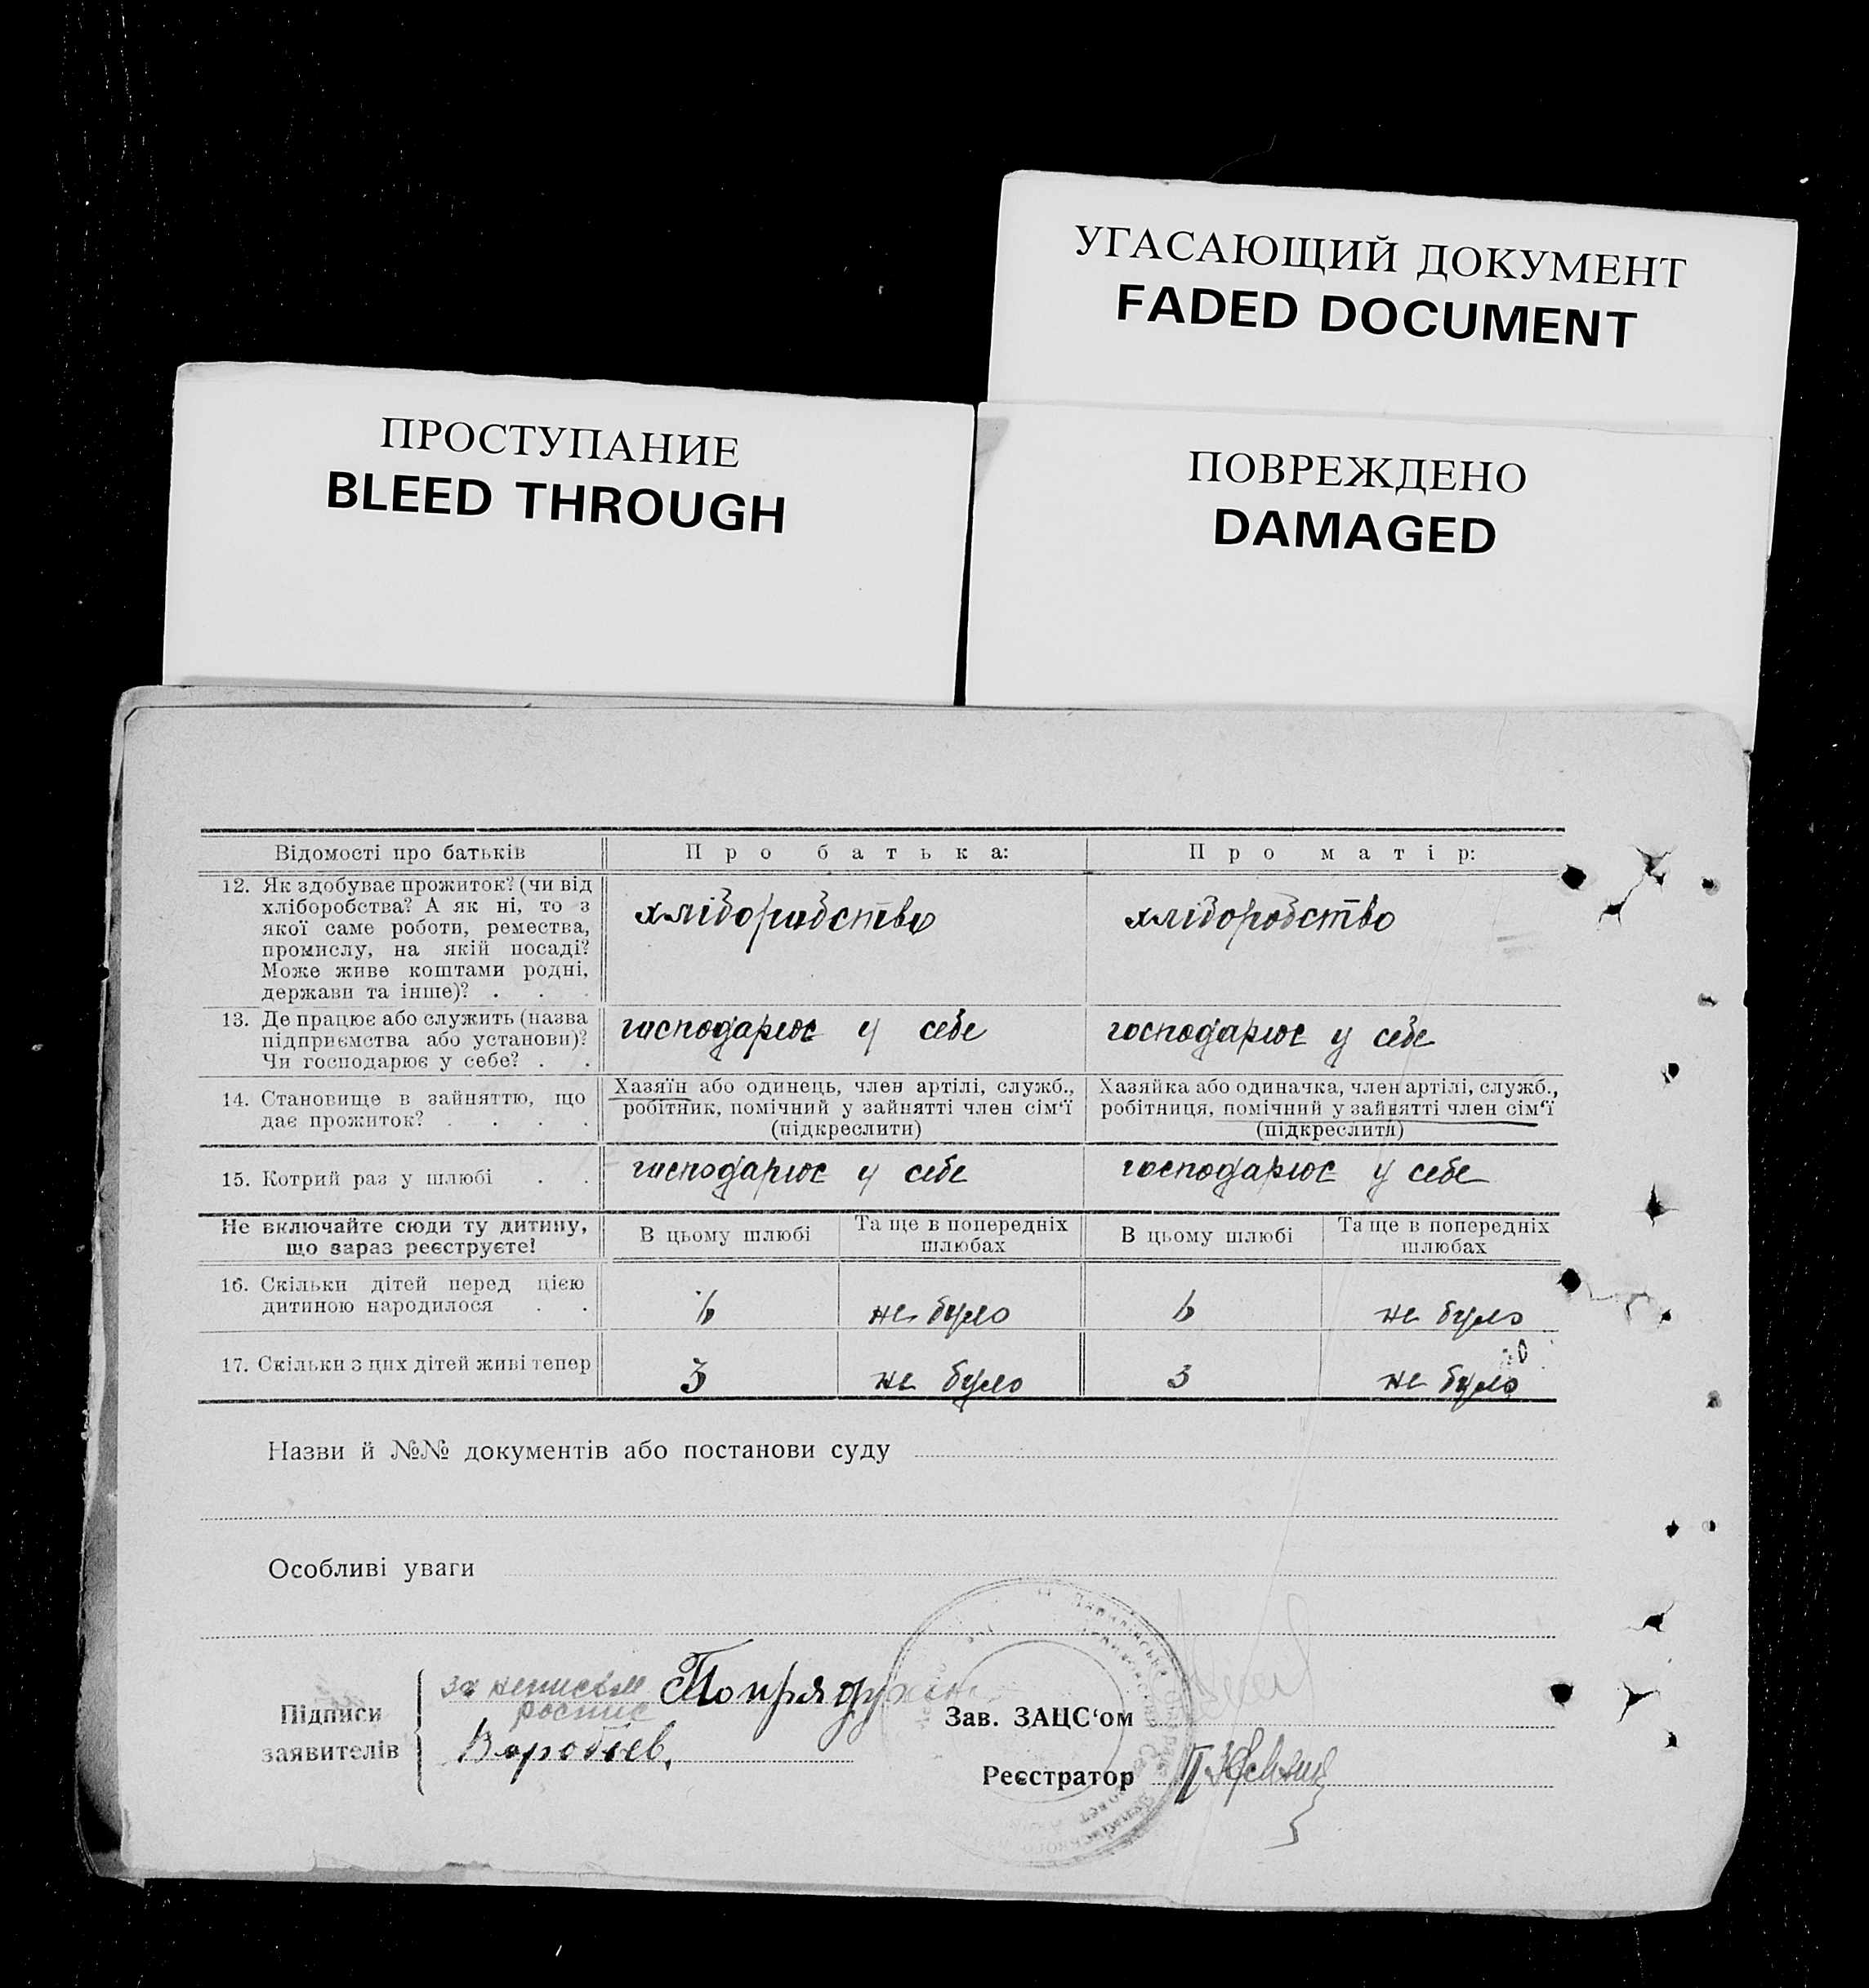 УГАСАЮЩИЙ ДОКУМЕНТ
FADED DOCUMENT
ПРОСТУПАНИЕ
BLEED THROUGH
ПОВРЕЖДЕНО
DAMAGED
Відомості про батьків
Про батька:
Про матір:
12. Як здобуває прожиток? (чи від
хліборобства? А як ні, то з
якої саме роботи, ремества,
промислу, на якій посаді?
Може живе коштами родні,
держави та інше)? . . .
хліборобство
хліборобство
13. Де працює або служить (назва
підприємства або установи)?
Чи господарює у себе? . .
господарює у себе
господарює у себе
14. Становище в зайняттю, що
дає прожиток? . . . .
Хазяїн або одинець, член артілі, служб.,
робітник, помічний у зайнятті член сім'ї
(підкреслити)
Хазяйка або одиначка, член артілі, служб.,
робітниця, помічний у зайнятті член сім'ї
(підкреслити)
15. Котрий раз у шлюбі . .
господарює у себе
господарює у себе
Не включайте сюди ту дитину,
що зараз реєструєте!
В цьому шлюбі
Та ще в попередніх
шлюбах
В цьому шлюбі
Та ще в попередніх
шлюбах
16. Скільки дітей перед цією
дитиною народилося . .
6
не було
6
не було
17. Скільки з цих дітей живі тепер
3
не було
3
не було
Назви й №№ документів або постанови суду
Особливі уваги
Підписи
заявителів
роспис
Воробіев,
Зав. ЗАЦС'ом
Реєстратор